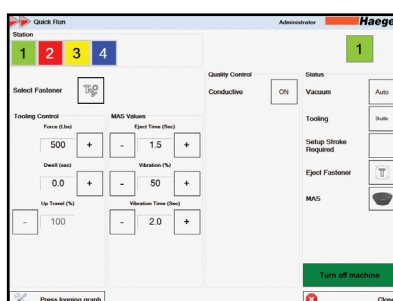 Quick Run Administrator Haeger
Station
1 2 3 4 1
Quality Control Status
Select Fastener Conductive ON Vacuum Auto
Tooling Control MAS Values Tooling Shuttle
Force (Lbs) Eject Time (Sec)
500 + - 1.5 + Setup Stroke
Required
Dwell (sec) Vibration (%)
0.0 + - 50 + Eject Fastener
Up Travel (%) Vibration Time (Sec) MAS
- 100 - 2.0 +
Turn off machine
Press logging graph Close